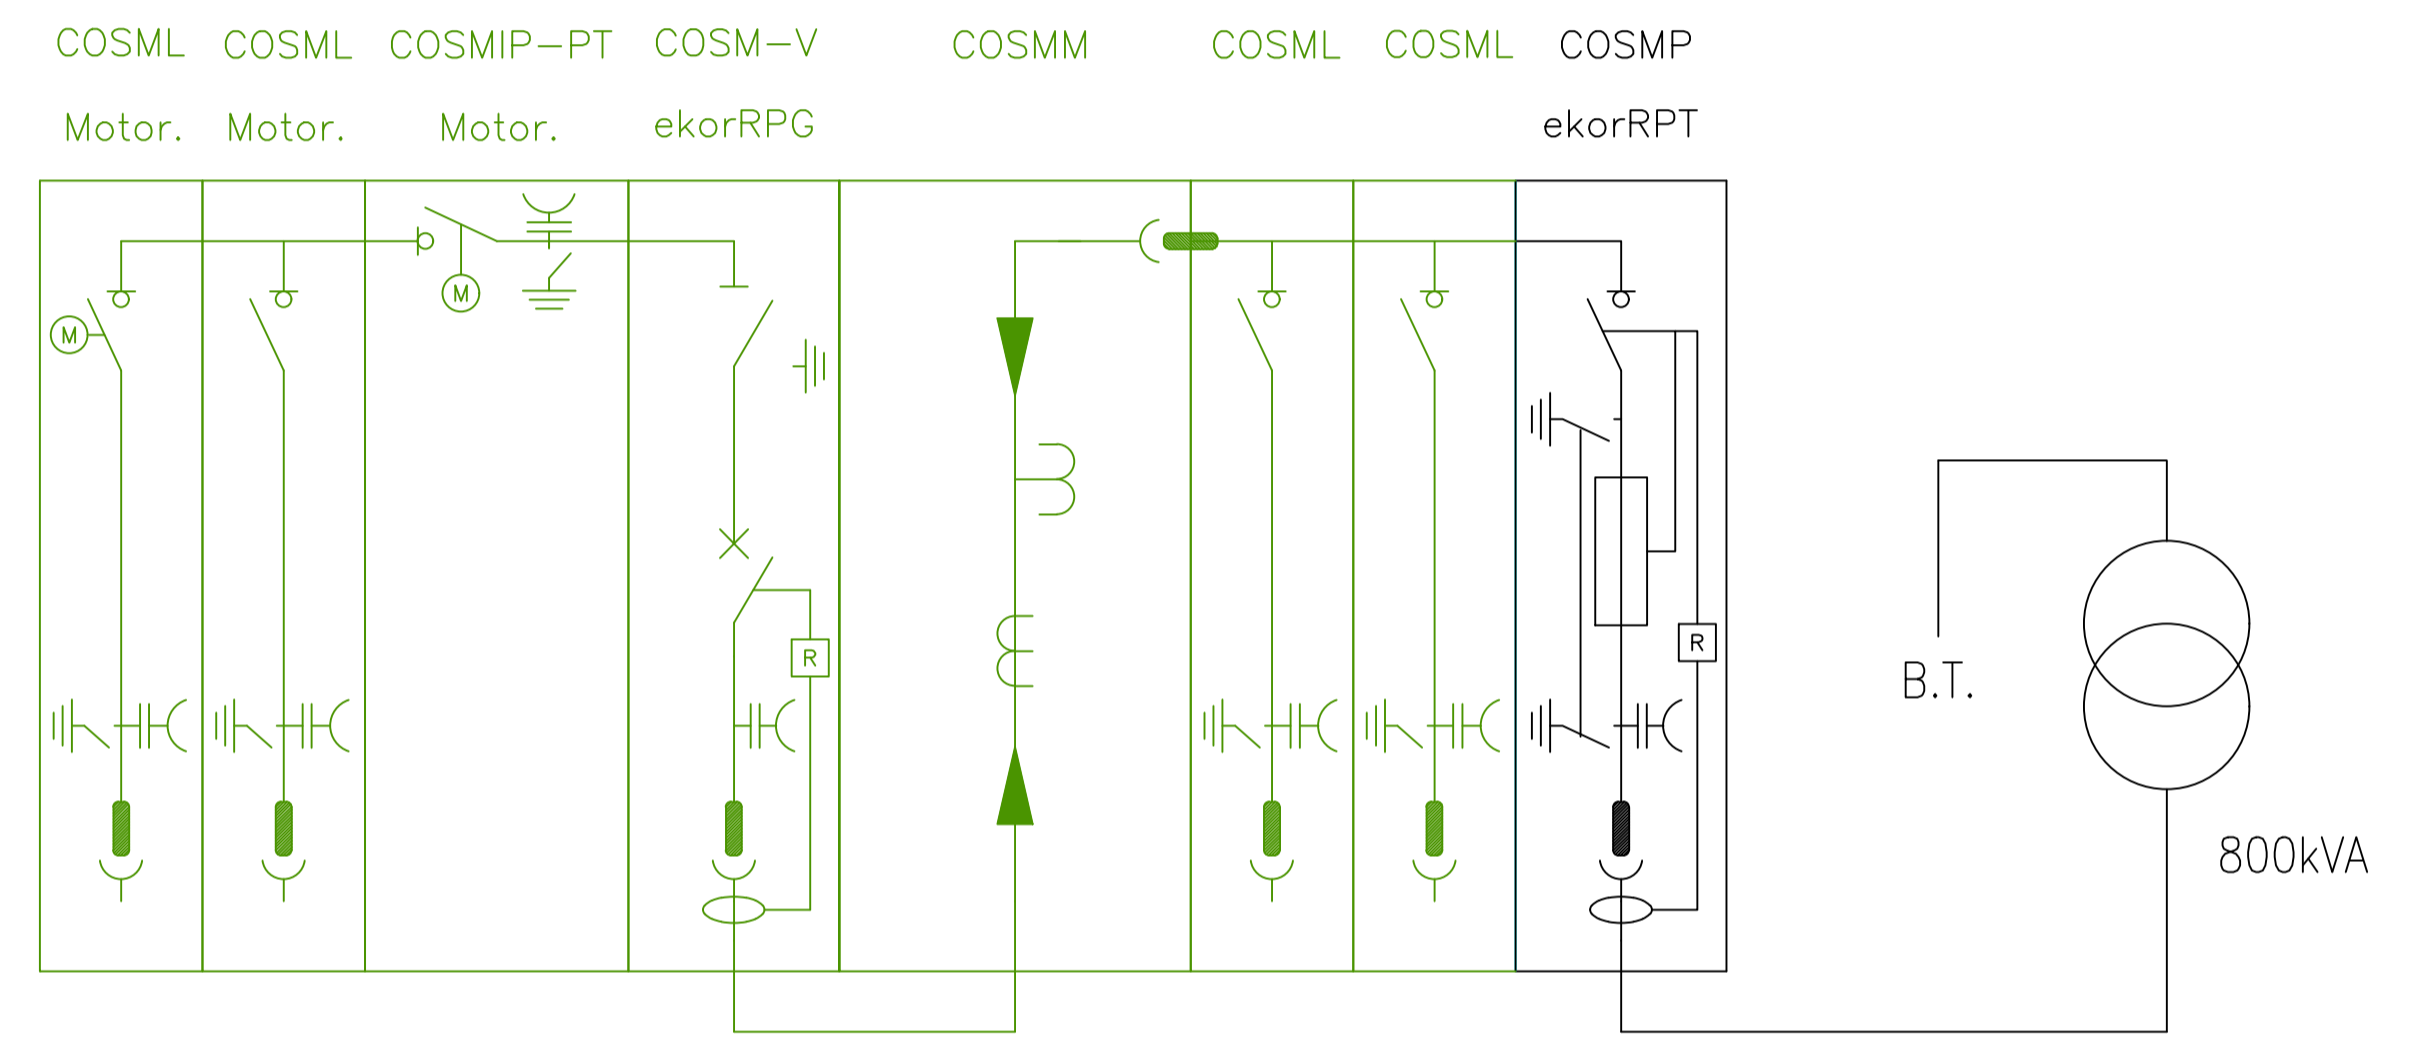 COSML COSML COSMIP-PT COSM-V COSMM COSML COSML COSMP
Motor. Motor. Motor. ekorRPG ekorRPT
M
M
R
R
B.T.
800kVA